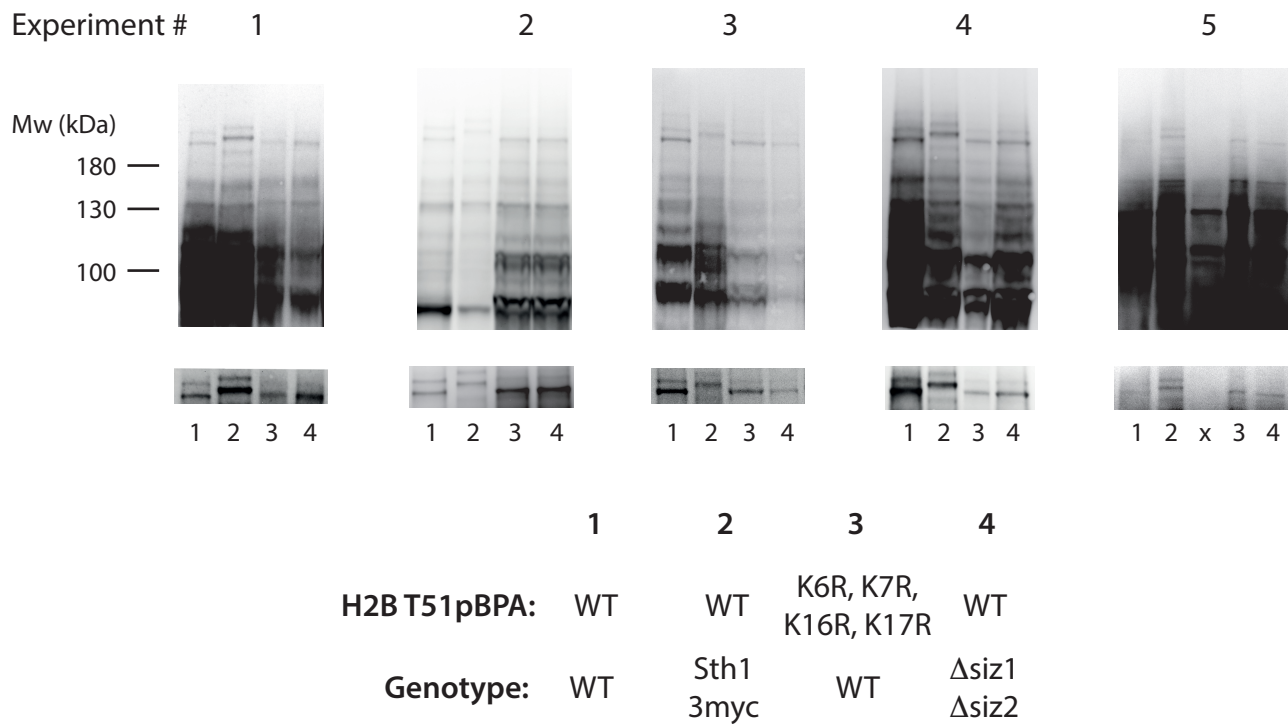 Experiment # 1 2 3 4 5
Mw (kDa)
180
130
100
1 2 3 4 1 2 3 4 1 2 3 4 1 2 3 4 1 2 x 3 4
1 2 3 4
H2B T51pBPA: WT WT K6R, K7R, K16R, K17R WT
Genotype: WT Sth1 3myc WT Δsiz1 Δsiz2